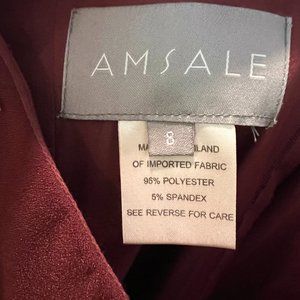 AMSALE
8
OF IMPORTED FABRIC
95% POLYESTER
5% SPANDEX
SEE REVERSE FOR CARE